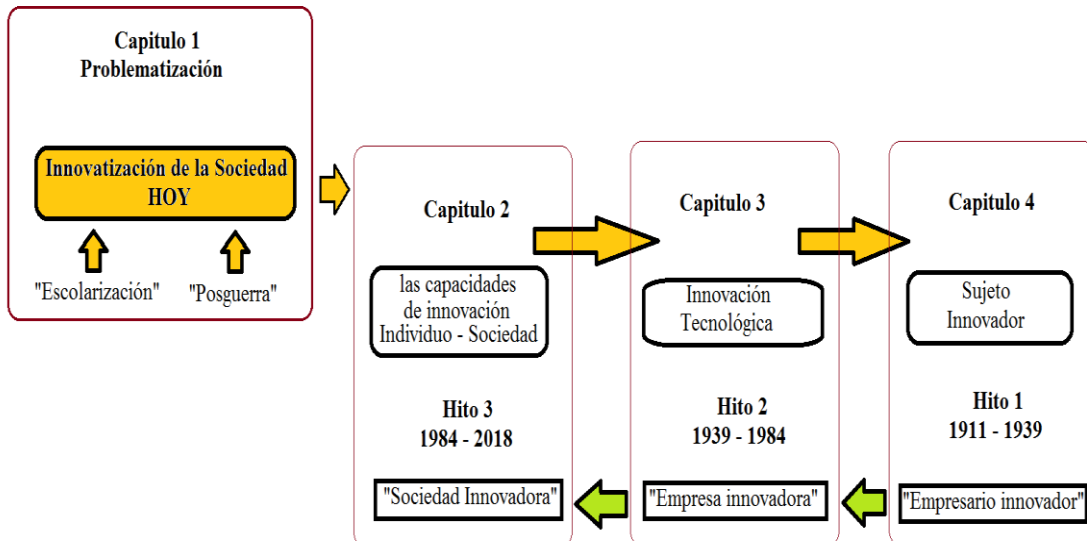 Capitulo 1
Problematización
Innovatización de la Sociedad
HOY
"Escolarización"
"Posguerra"
Capitulo 2
las capacidades
de innovación
Individuo - Sociedad
Hito 3
1984 - 2018
"Sociedad Innovadora"
Capitulo 3
Innovación
Tecnológica
Hito 2
1939 - 1984
"Empresa innovadora"
Capitulo 4
Sujeto
Innovador
Hito 1
1911 - 1939
"Empresario innovador"